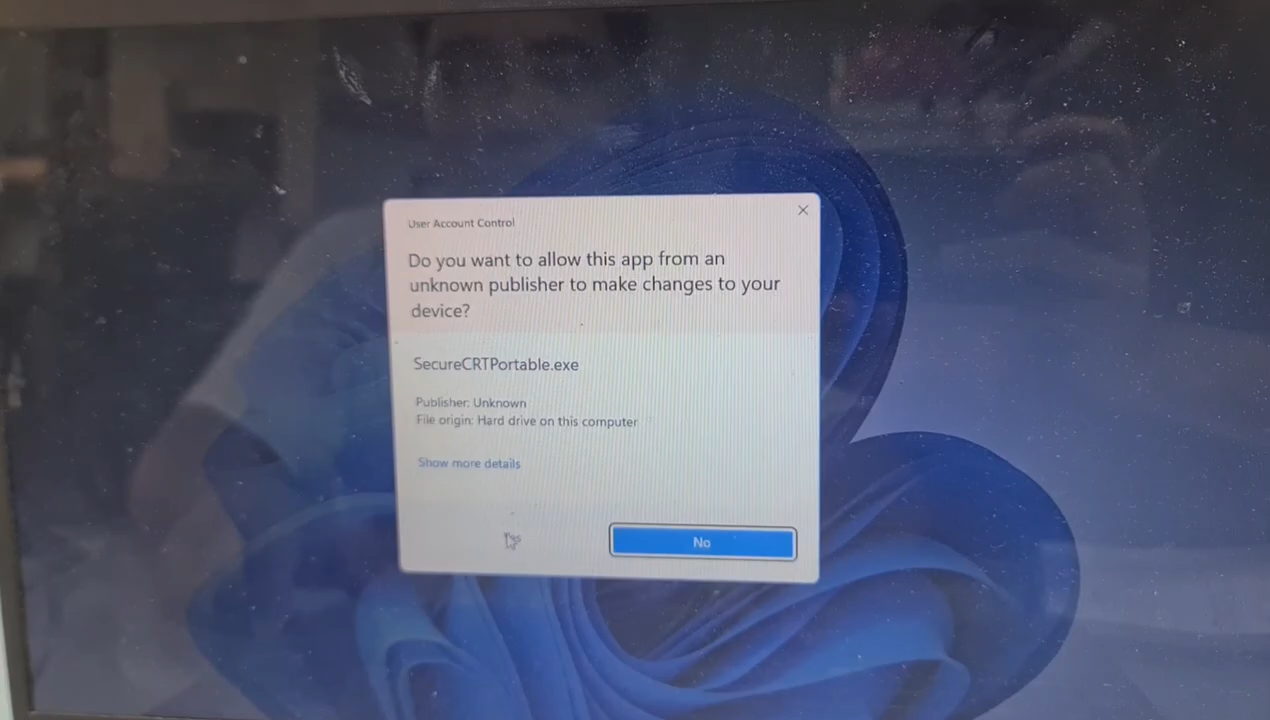 User Account Control
Do you want to allow this app from an
unknown publisher to make changes to your
device?
SecureCRTPortable.exe
Publisher: Unknown
File origin: Hard drive on this computer
Show more details
Yes
No